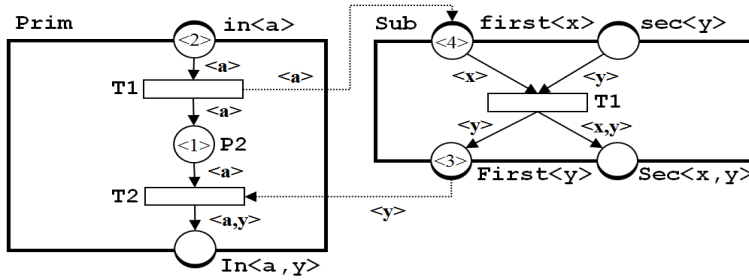 Prim
<2>
in<a>
<a>
T1
<a>
<a>
<1>
P2
<a>
T2
<a,y>
In<a,y>
Sub
<4>
first<x>
sec<y>
<x>
<y>
T1
<y>
<x,y>
<3>
First<y>
Sec<x,y>
<y>